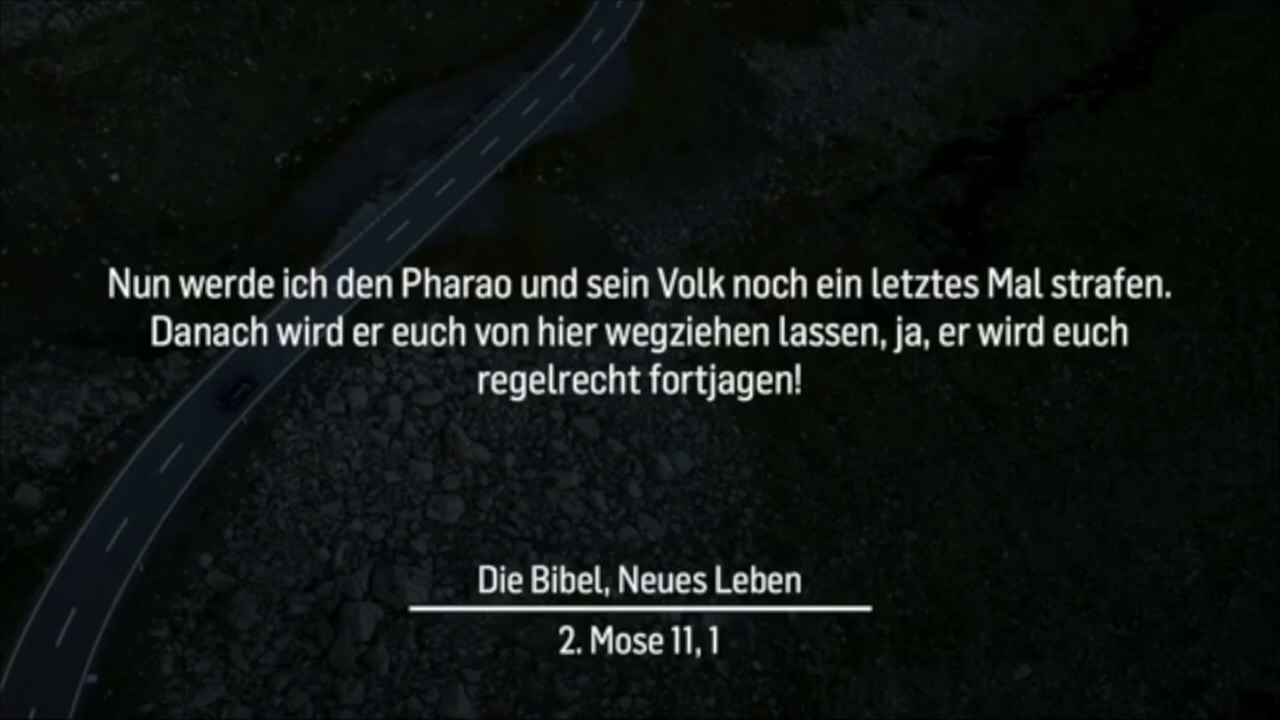 Nun werde ich den Pharao und sein Volk noch ein letztes Mal strafen.
Danach wird er euch von hier wegziehen lassen, ja, er wird euch
regelrecht fortjagen!
Die Bibel, Neues Leben
2. Mose 11, 1